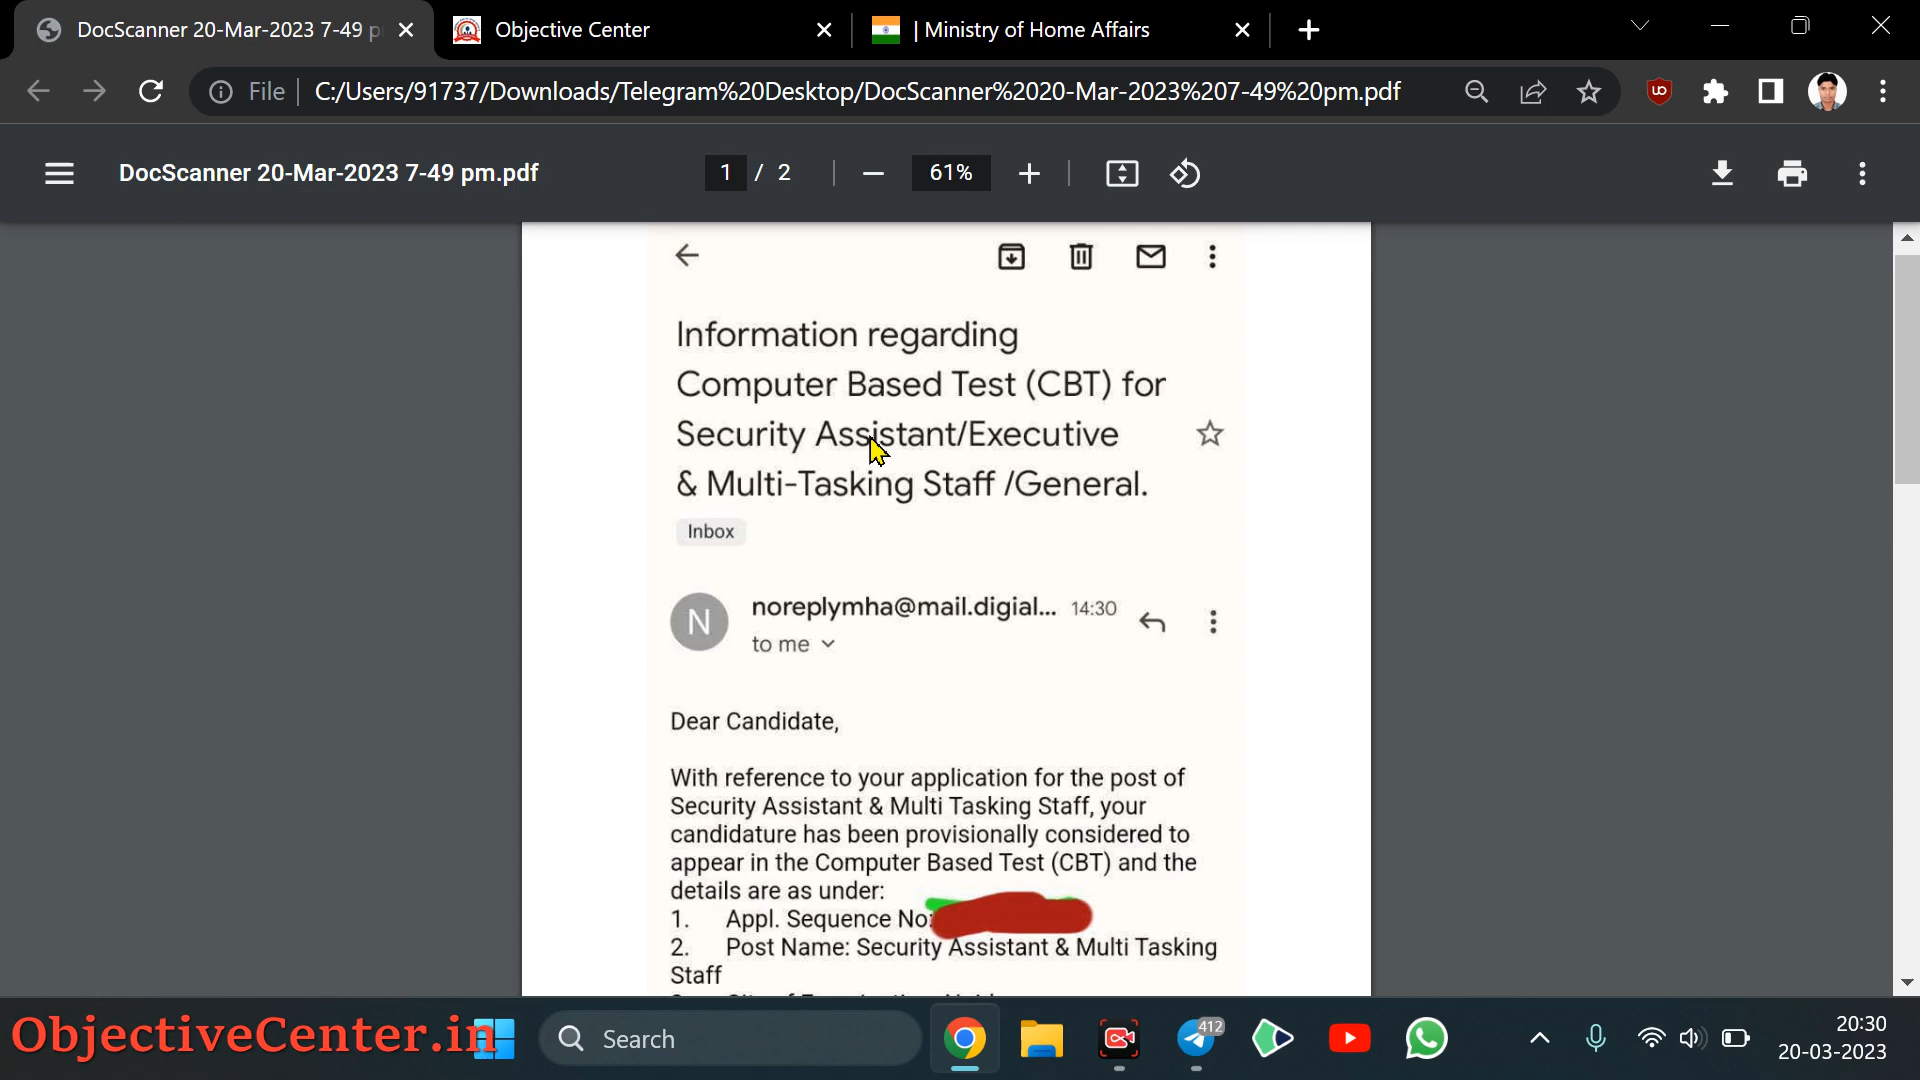 DocScanner 20-Mar-2023 7-49 p
Objective Center
| Ministry of Home Affairs
File
C:/Users/91737/Downloads/Telegram%20Desktop/DocScanner%2020-Mar-2023%207-49%20pm.pdf
DocScanner 20-Mar-2023 7-49 pm.pdf
1 / 2
61%
Information regarding
Computer Based Test (CBT) for
Security Assistant/Executive
& Multi-Tasking Staff /General.
Inbox
N
noreplymha@mail.digial... 14:30
to me
Dear Candidate,
With reference to your application for the post of
Security Assistant & Multi Tasking Staff, your
candidature has been provisionally considered to
appear in the Computer Based Test (CBT) and the
details are as under:
1. Appl. Sequence No:
2. Post Name: Security Assistant & Multi Tasking
Staff
ObjectiveCenter.in
Search
412
20:30
20-03-2023